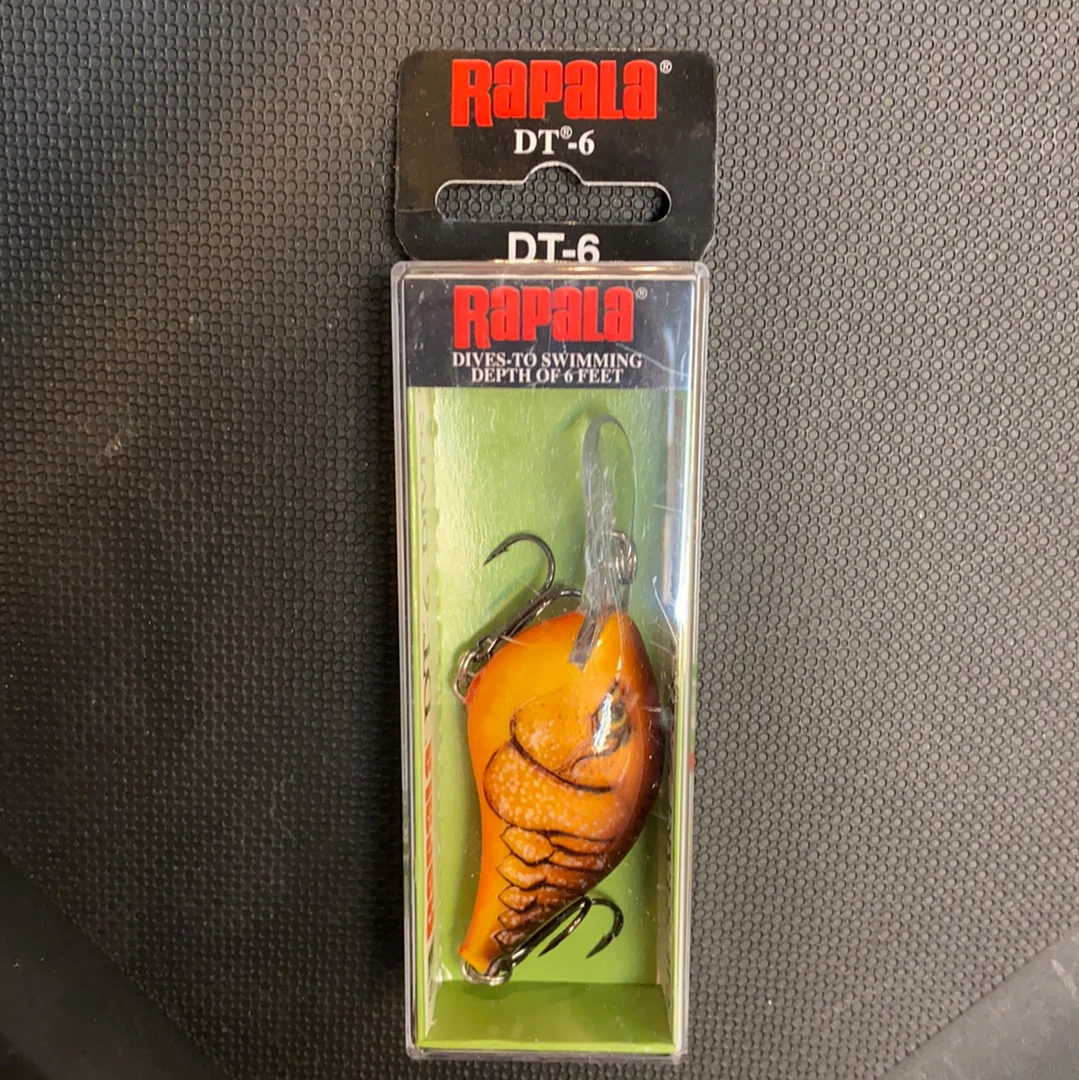 RAPALA®
DT®-6
DT-6
RAPALA®
DIVES-TO SWIMMING
DEPTH OF 6 FEET